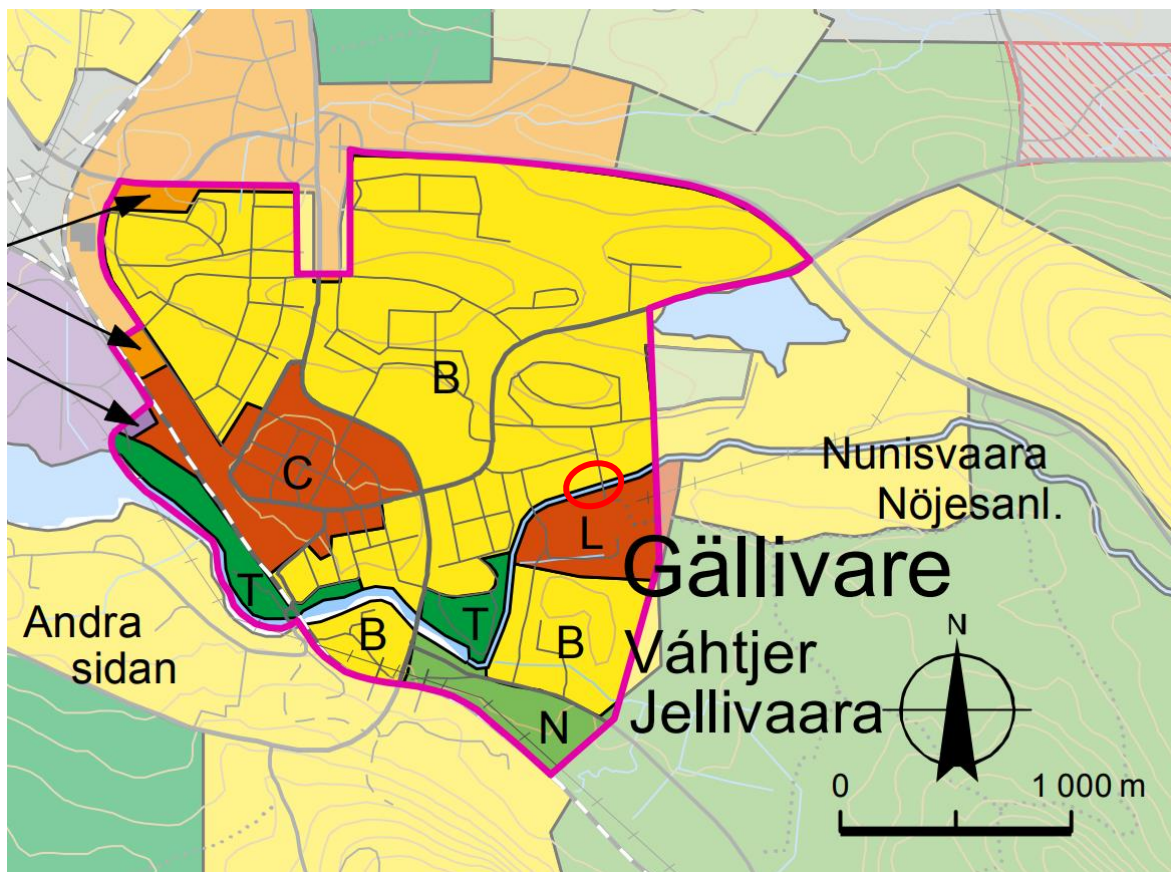 B
C
L
Nunisvaara
Nöjesanl.
Gällivare
Váhtjer
Jellivaara
T
T
Andra
sidan
B
B
N
N
0
1 000 m